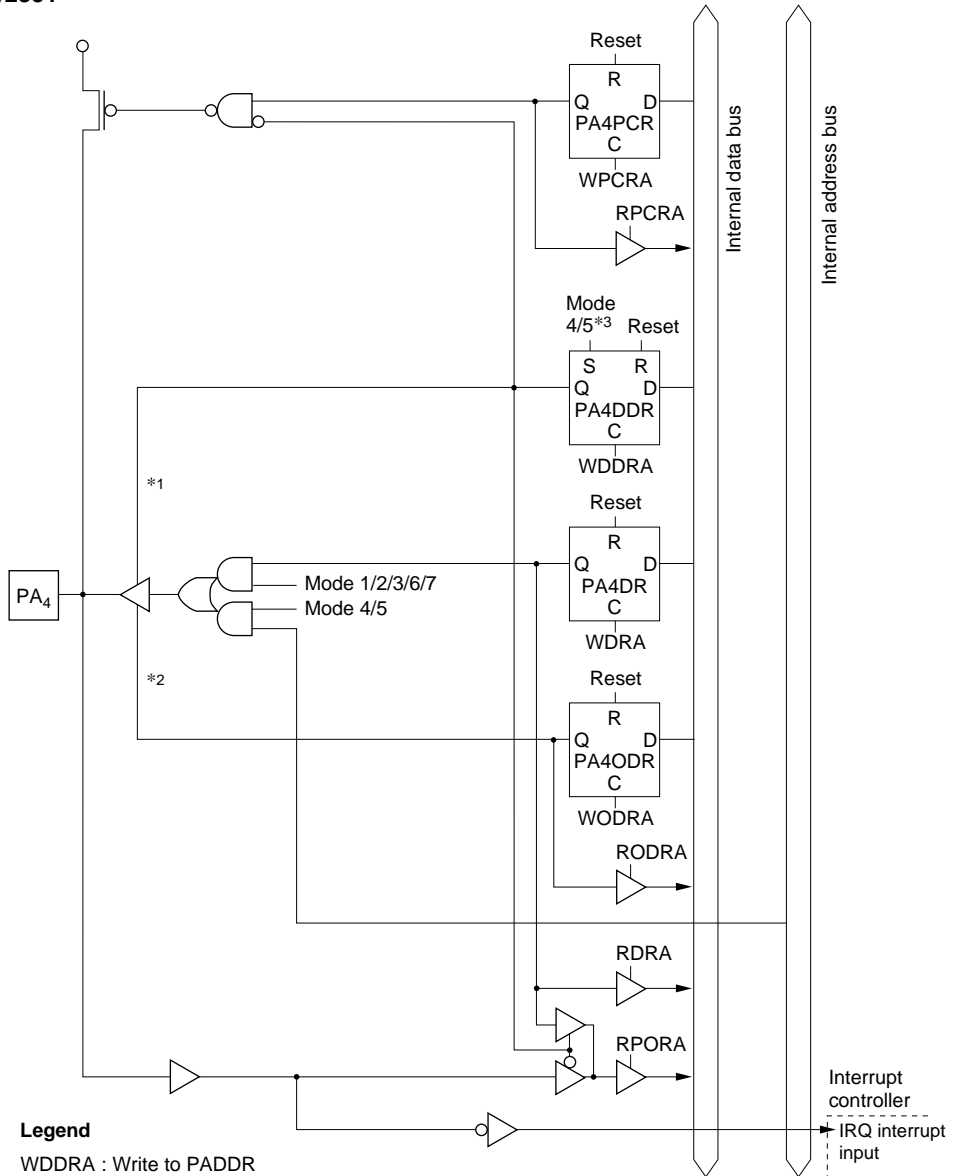 Reset
R
Q D
PA4PCR
C
WPCRA
RPCRA
Internal data bus
Internal address bus
Mode
4/5*3 Reset
S R
Q D
PA4DDR
C
WDDRA
*1
Reset
R
Q D
PA4DR
C
WDRA
Mode 1/2/3/6/7
Mode 4/5
PA4
*2
Reset
R
Q D
PA4ODR
C
WODRA
RODRA
RDRA
RPORA
Interrupt
controller
IRQ interrupt
input
Legend
WDDRA : Write to PADDR